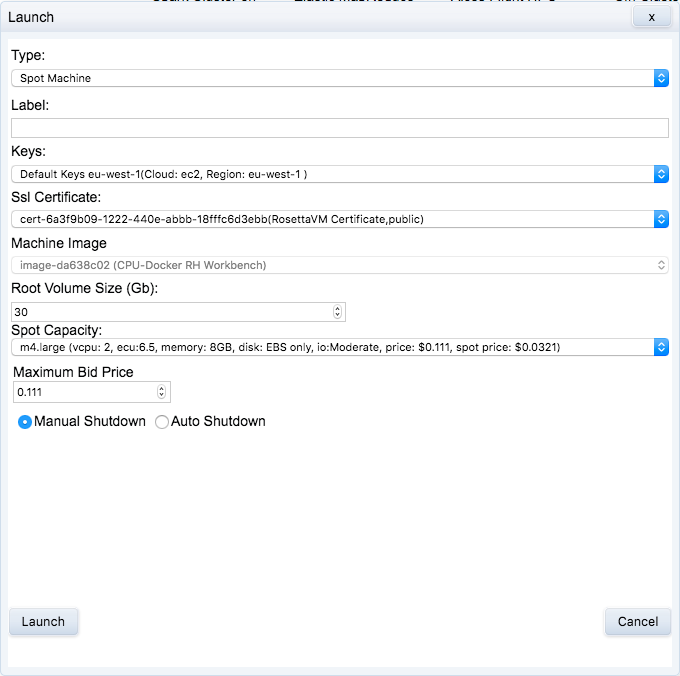 Launch
x
Type:
Spot Machine
Label:
Keys:
Default Keys eu-west-1(Cloud: ec2, Region: eu-west-1 )
Ssl Certificate:
cert-6a3f9b09-1222-440e-abbb-18fffc6d3ebb(RosettaVM Certificate,public)
Machine Image
image-da638c02 (CPU-Docker RH Workbench)
Root Volume Size (Gb):
30
Spot Capacity:
m4.large (vcpu: 2, ecu:6.5, memory: 8GB, disk: EBS only, io:Moderate, price: $0.111, spot price: $0.0321)
Maximum Bid Price
0.111
Manual Shutdown Auto Shutdown
Launch Cancel